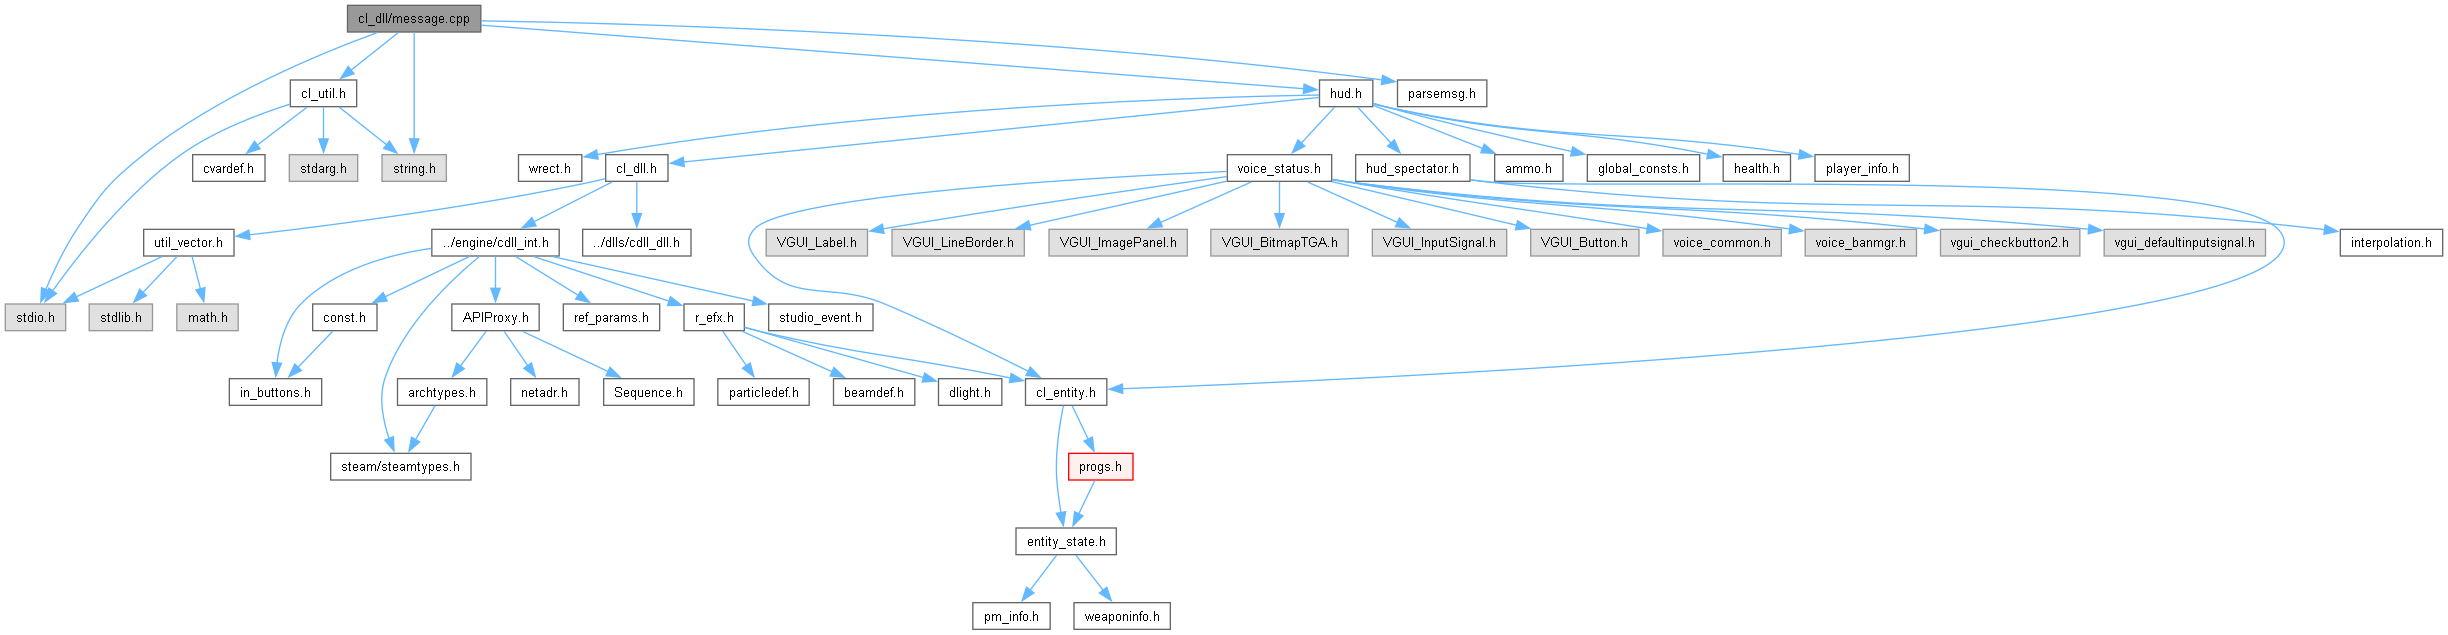 cl_dll/message.cpp
cl_util.h
hud.h
parsemsg.h
cvardef.h
stdarg.h
string.h
wrect.h
cl_dll.h
voice_status.h
hud_spectator.h
ammo.h
global_consts.h
health.h
player_info.h
util_vector.h
../engine/cdll_int.h
../dlls/cdll_dll.h
VGUI_Label.h
VGUI_LineBorder.h
VGUI_ImagePanel.h
VGUI_BitmapTGA.h
VGUI_InputSignal.h
VGUI_Button.h
voice_common.h
voice_banmgr.h
vgui_checkbutton2.h
vgui_defaultinputsignal.h
interpolation.h
stdio.h
stdlib.h
math.h
const.h
APIProxy.h
ref_params.h
r_efx.h
studio_event.h
in_buttons.h
archtypes.h
netadr.h
Sequence.h
particledef.h
beamdef.h
dlight.h
cl_entity.h
steam/steamtypes.h
progs.h
entity_state.h
pm_info.h
weaponinfo.h